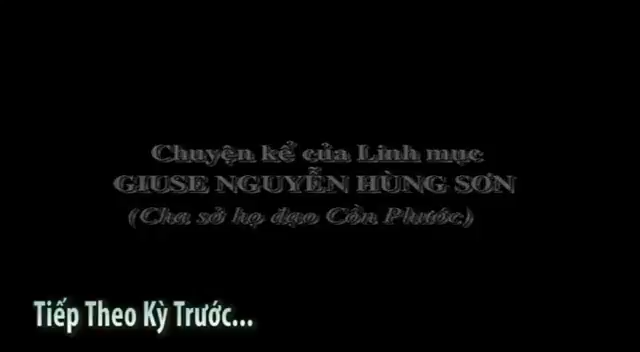 Chuyện kể của Linh mục
GIUSE NGUYỄN HÙNG SƠN
(Cha sở họ đạo Cồn Phước)
Tiếp Theo Kỳ Trước...